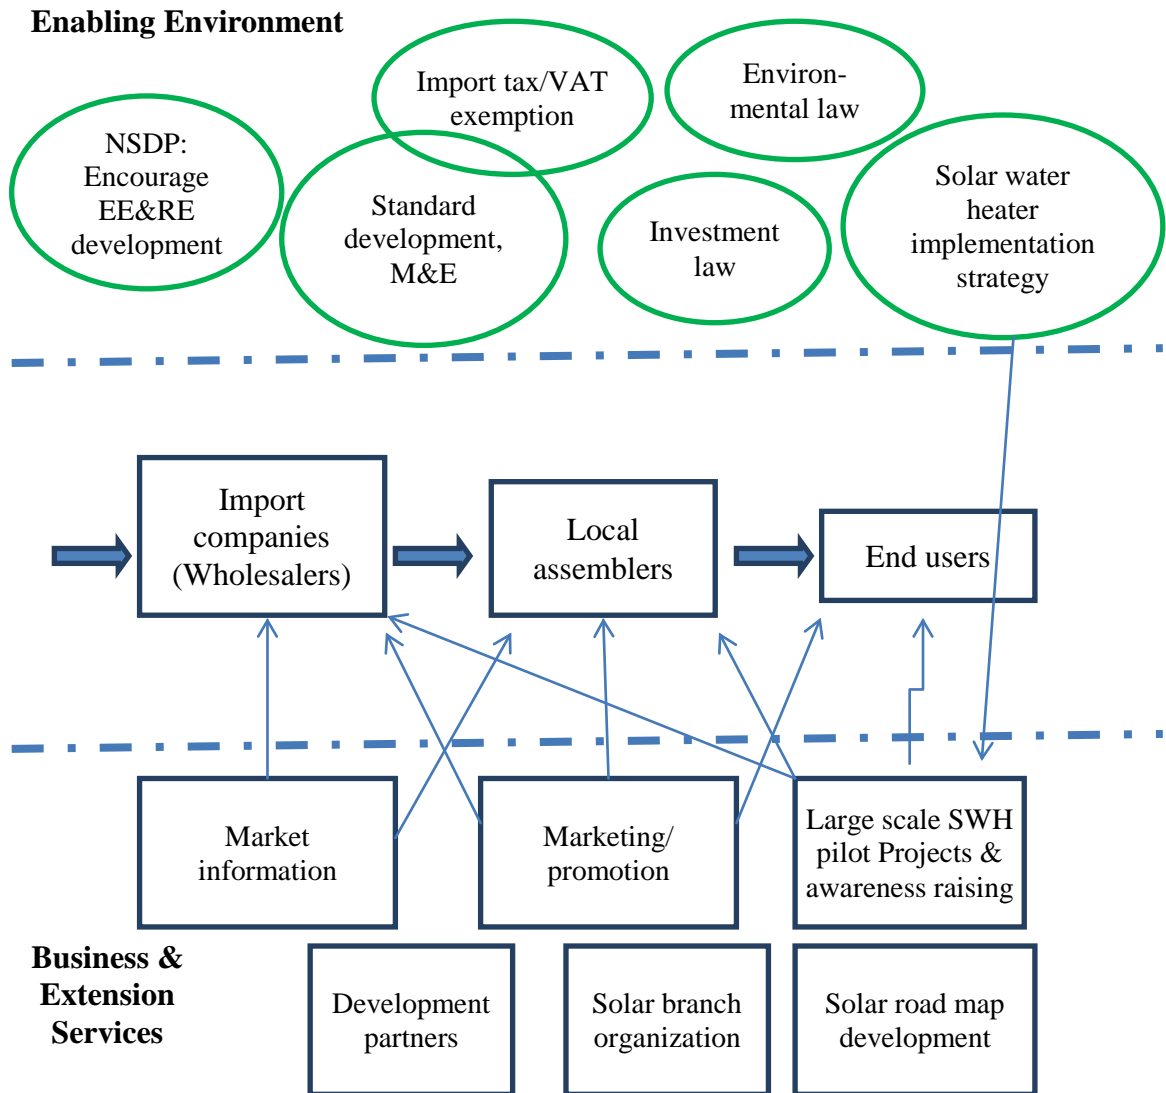 Enabling Environment
Import tax/VAT
exemption
Environ-
mental law
NSDP:
Encourage
EE&RE
development
Standard
development,
M&E
Investment
law
Solar water
heater
implementation
strategy
Import
companies
(Wholesalers)
Local
assemblers
End users
Market
information
Marketing/
promotion
Large scale SWH
pilot Projects &
awareness raising
Business &
Extension
Services
Development
partners
Solar branch
organization
Solar road map
development